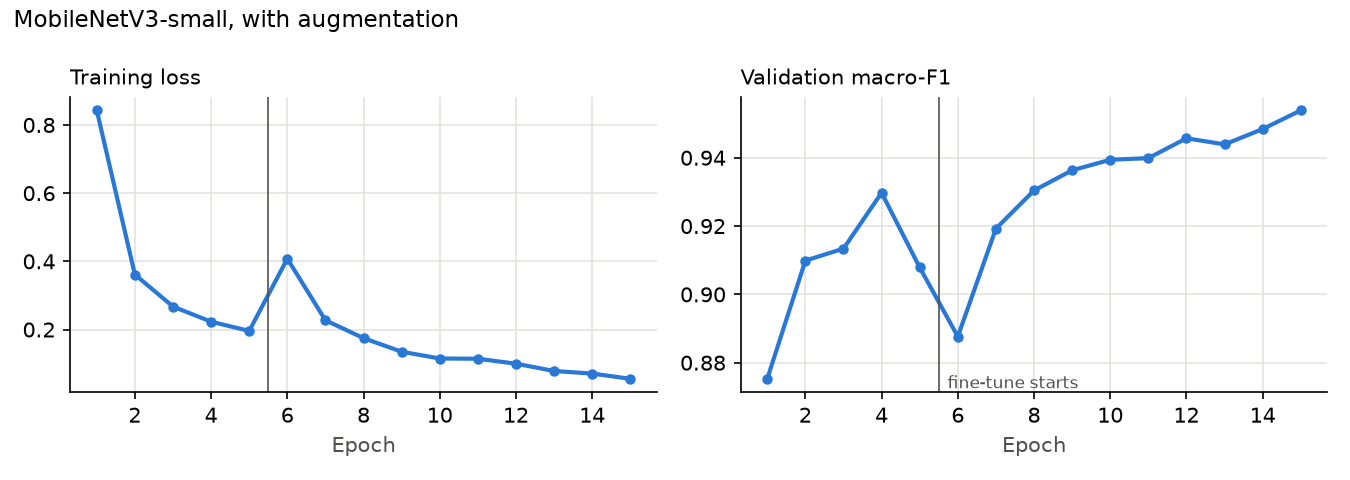 MobileNetV3-small, with augmentation
Training loss
0.8
0.6
0.4
0.2
2 4 6 8 10 12 14
Epoch
Validation macro-F1
0.94
0.92
0.90
0.88
fine-tune starts
2 4 6 8 10 12 14
Epoch